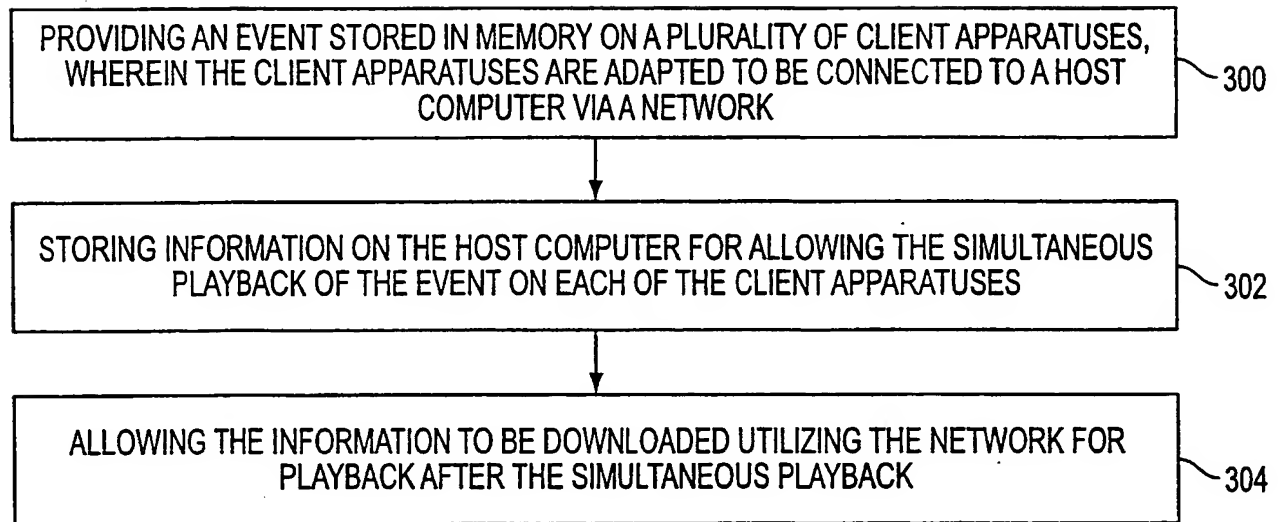 PROVIDING AN EVENT STORED IN MEMORY ON A PLURALITY OF CLIENT APPARATUSES,
WHEREIN THE CLIENT APPARATUSES ARE ADAPTED TO BE CONNECTED TO A HOST
COMPUTER VIA A NETWORK
300
STORING INFORMATION ON THE HOST COMPUTER FOR ALLOWING THE SIMULTANEOUS
PLAYBACK OF THE EVENT ON EACH OF THE CLIENT APPARATUSES
302
ALLOWING THE INFORMATION TO BE DOWNLOADED UTILIZING THE NETWORK FOR
PLAYBACK AFTER THE SIMULTANEOUS PLAYBACK
304